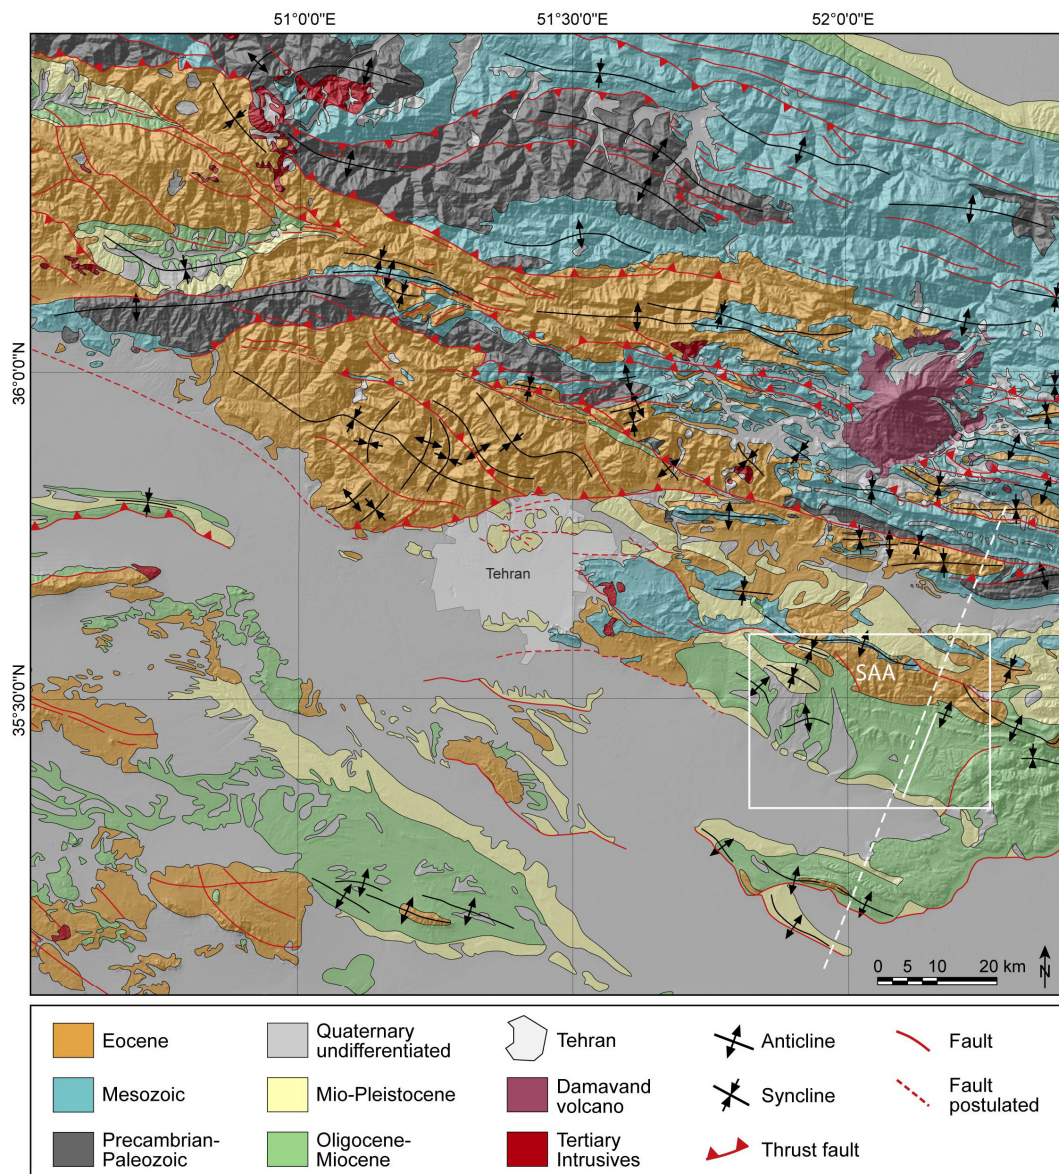 51°0'0"E 51°30'0"E 52°0'0"E
36°0'0"N
35°30'0"N
Tehran
SAA
0 5 10 20 km
N
Eocene
Mesozoic
Precambrian-
Paleozoic
Quaternary
undifferentiated
Mio-Pleistocene
Oligocene-
Miocene
Tehran
Damavand
volcano
Tertiary
Intrusives
Anticline
Syncline
Thrust fault
Fault
Fault
postulated